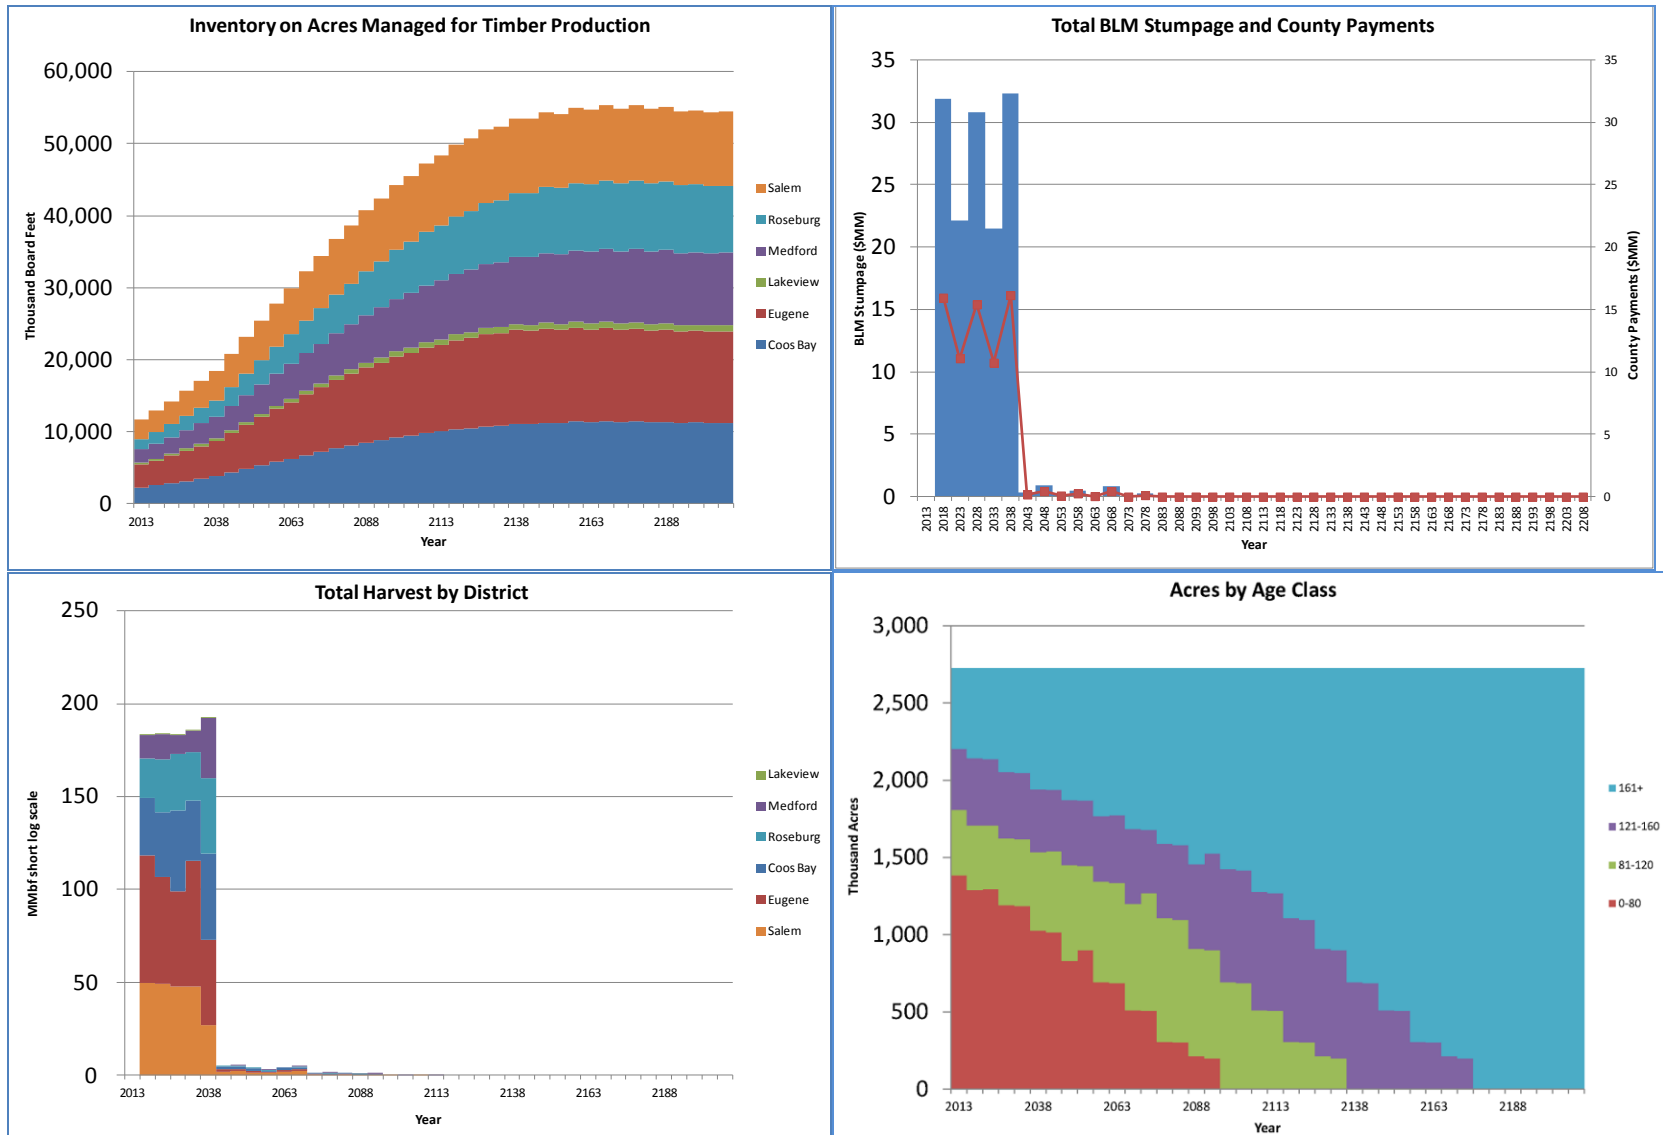 Inventory on Acres Managed for Timber Production
Thousand Board Feet
60,000
50,000
40,000
30,000
20,000
10,000
0
2013 2038 2063 2088 2113 2138 2163 2188
Year
Salem
Roseburg
Medford
Lakeview
Eugene
Coos Bay
Total BLM Stumpage and County Payments
BLM Stumpage ($MM)
35
30
25
20
15
10
5
0
35
30
25
20
15
10
5
0
County Payments ($MM)
2013 2018 2023 2028 2033 2038 2043 2048 2053 2058 2063 2068 2073 2078 2083 2088 2093 2098 2103 2108 2113 2118 2123 2128 2133 2138 2143 2148 2153 2158 2163 2168 2173 2178 2183 2188 2193 2198 2203 2208
Year
Total Harvest by District
MMbf short log scale
250
200
150
100
50
0
2013 2038 2063 2088 2113 2138 2163 2188
Year
Lakeview
Medford
Roseburg
Coos Bay
Eugene
Salem
Acres by Age Class
Thousand Acres
3,000
2,500
2,000
1,500
1,000
500
0
2013 2038 2063 2088 2113 2138 2163 2188
Year
161+
121-160
81-120
0-80